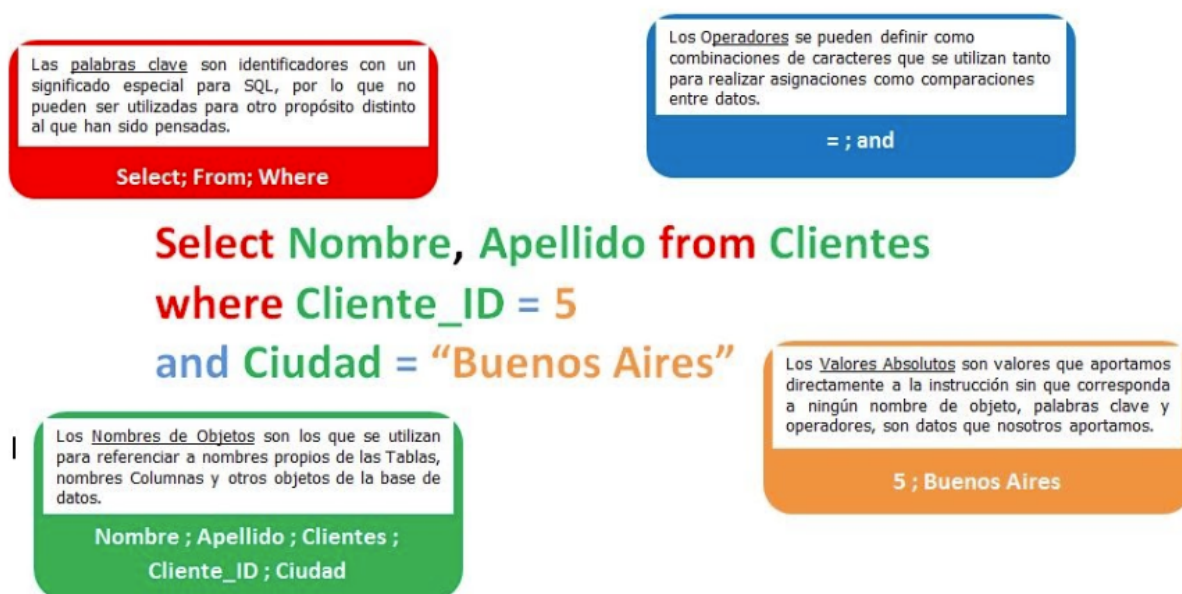 Las palabras clave son identificadores con un
significado especial para SQL, por lo que no
pueden ser utilizadas para otro propósito distinto
al que han sido pensadas.
Select; From; Where
Los Operadores se pueden definir como
combinaciones de caracteres que se utilizan tanto
para realizar asignaciones como comparaciones
entre datos.
= ; and
Select Nombre, Apellido from Clientes
where Cliente_ID = 5
and Ciudad = “Buenos Aires”
Los Valores Absolutos son valores que aportamos
directamente a la instrucción sin que corresponda
a ningún nombre de objeto, palabras clave y
operadores, son datos que nosotros aportamos.
5 ; Buenos Aires
Los Nombres de Objetos son los que se utilizan
para referenciar a nombres propios de las Tablas,
nombres Columnas y otros objetos de la base de
datos.
Nombre ; Apellido ; Clientes ;
Cliente_ID ; Ciudad